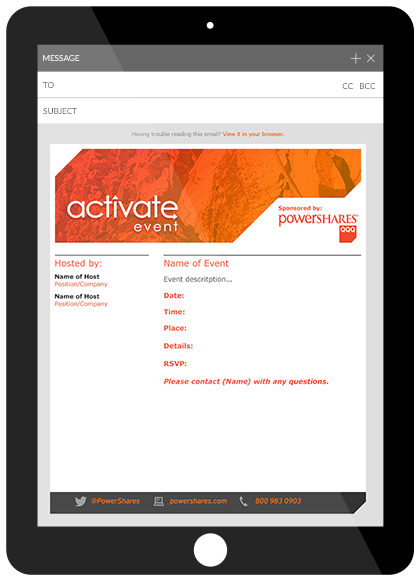 MESSAGE
TO
CC BCC
SUBJECT
Having trouble reading this email? View it in your browser.
activate
event
Sponsored by:
POWERSHARES®
QQQ
Hosted by:
Name of Host
Position/Company
Name of Host
Position/Company
Name of Event
Event descritption...
Date:
Time:
Place:
Details:
RSVP:
Please contact (Name) with any questions.
@PowerShares
powershares.com
800 983 0903